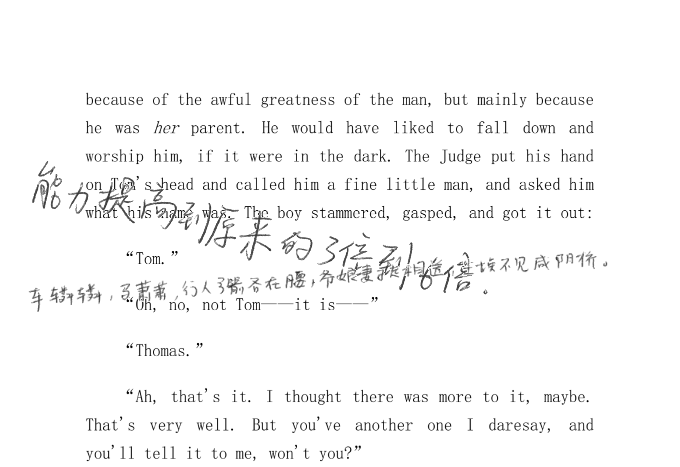 because of the awful greatness of the man, but mainly because
he was her parent. He would have liked to fall down and
worship him, if it were in the dark. The Judge put his hand
on Tom's head and called him a fine little man, and asked him
what his name was. The boy stammered, gasped, and got it out:
能力提高到原来的3位到18倍。
“Tom.”
车辚辚，马萧萧，行人弓箭各在腰，爷娘妻子走相送，尘埃不见咸阳桥。
“Oh, no, not Tom——it is——”
“Thomas.”
“Ah, that's it. I thought there was more to it, maybe.
That's very well. But you've another one I daresay, and
you'll tell it to me, won't you?”